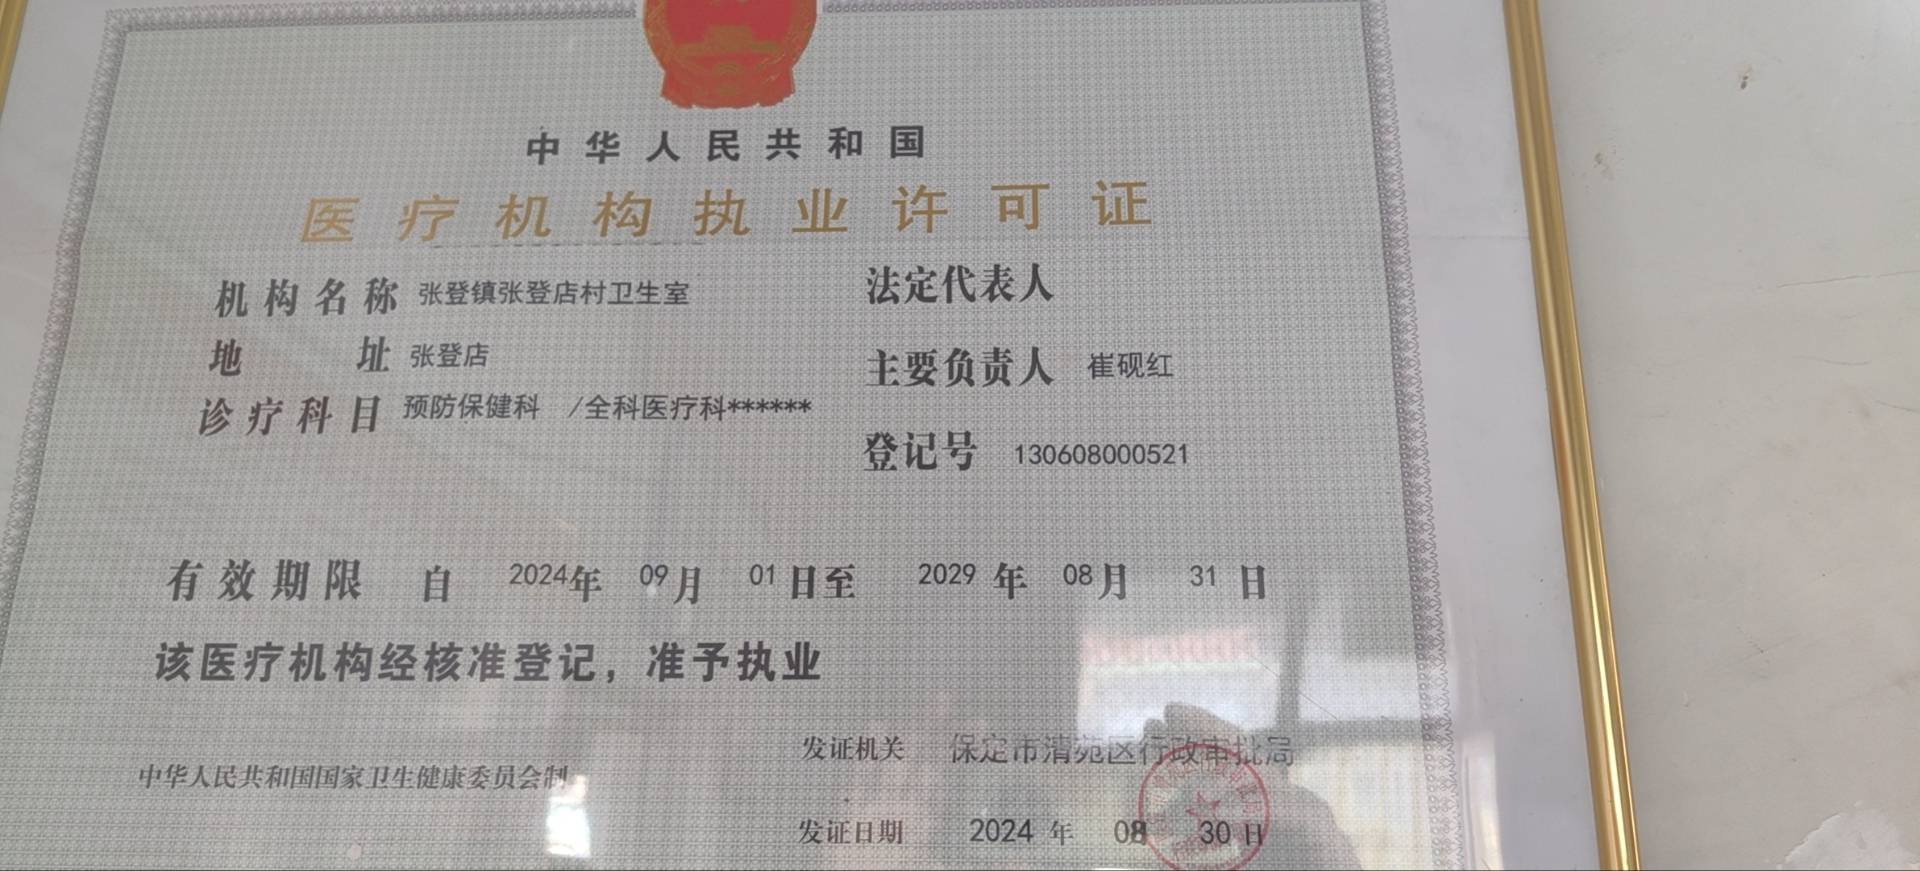 中华人民共和国
医疗机构执业许可证
机构名称 张登镇张登店村卫生室
地址 张登店
诊疗科目 预防保健科 /全科医疗科******
法定代表人
主要负责人 崔砚红
登记号 130608000521
有效期限 自 2024年 09月 01日至 2029年 08月 31日
该医疗机构经核准登记，准予执业
发证机关 保定市清苑区行政审批局
中华人民共和国国家卫生健康委员会制
发证日期 2024年 08 30日